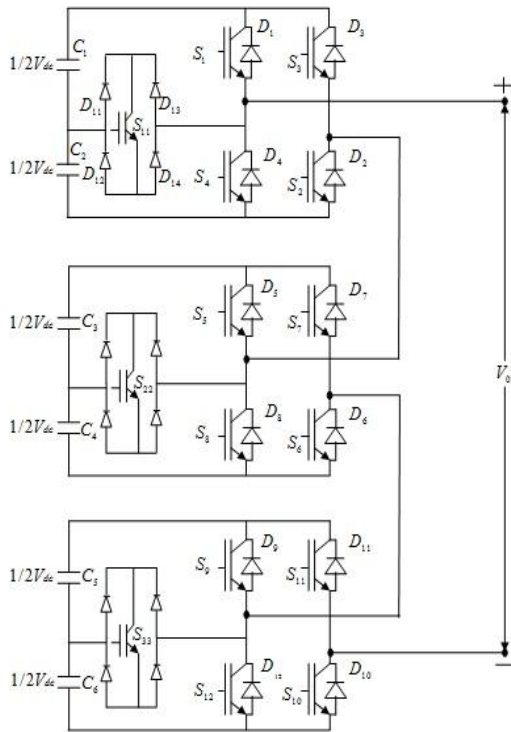 C1 D1 D3
1/2Vdc S1 S3
D11 D13 S11 +
C2 D4 D2
1/2Vdc D12 D14 S4 S2
D5 D7
1/2Vdc C3 S5 S7
S22 V0
D8 D6
1/2Vdc C4 S8 S6
D9 D11
1/2Vdc C5 S9 S11
S33
1/2Vdc C6 S12 D12 S10 D10 −